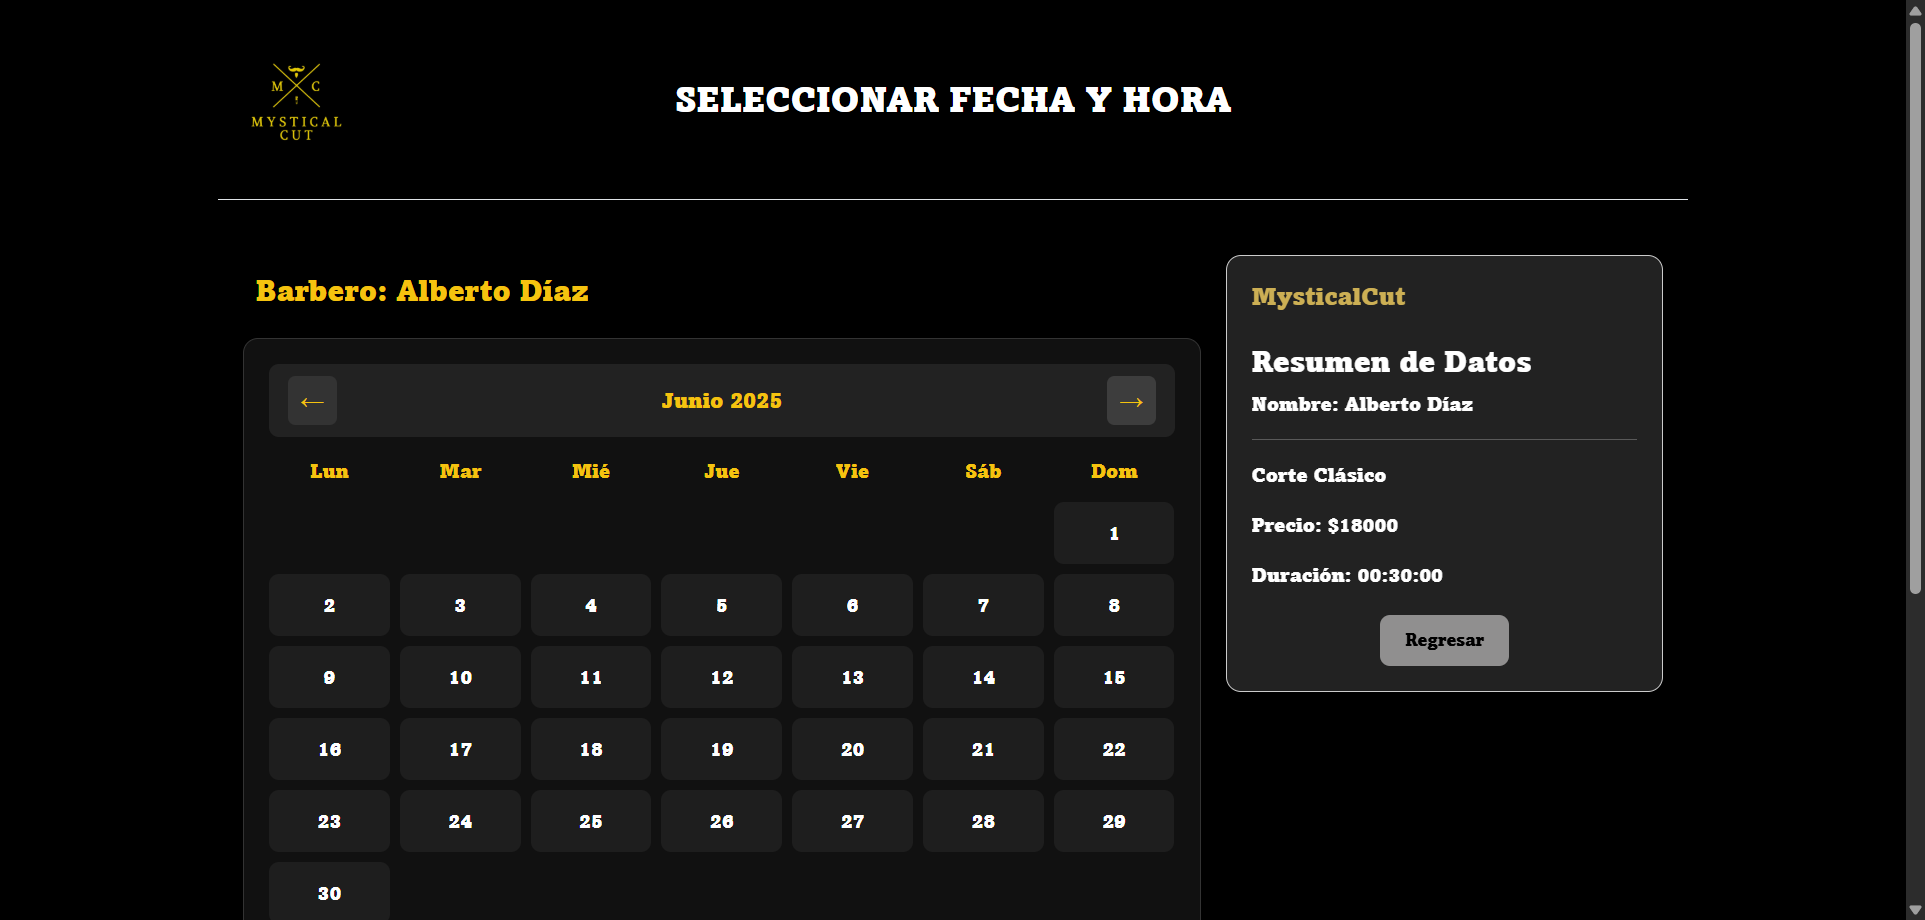 M C
MYSTICAL
CUT
SELECCIONAR FECHA Y HORA
Barbero: Alberto Díaz
← Junio 2025 →
Lun Mar Mié Jue Vie Sáb Dom
1
2 3 4 5 6 7 8
9 10 11 12 13 14 15
16 17 18 19 20 21 22
23 24 25 26 27 28 29
30
MysticalCut
Resumen de Datos
Nombre: Alberto Díaz
Corte Clásico
Precio: $18000
Duración: 00:30:00
Regresar